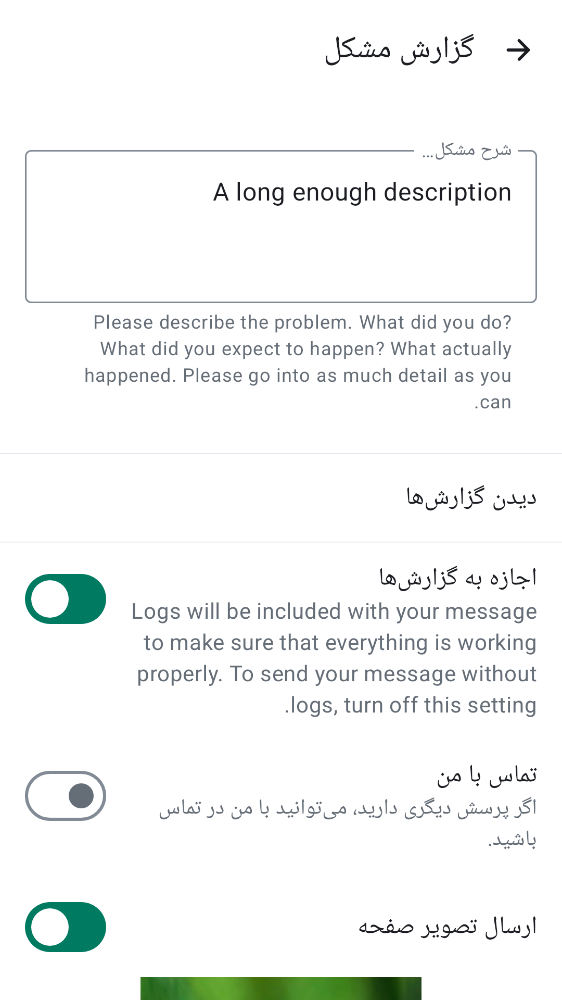 گزارش مشکل
شرح مشکل...
A long enough description
Please describe the problem. What did you do?
What did you expect to happen? What actually
happened. Please go into as much detail as you
can.
دیدن گزارش‌ها
اجازه به گزارش‌ها
Logs will be included with your message
to make sure that everything is working
properly. To send your message without
logs, turn off this setting.
تماس با من
اگر پرسش دیگری دارید، می‌توانید با من در تماس
باشید.
ارسال تصویر صفحه